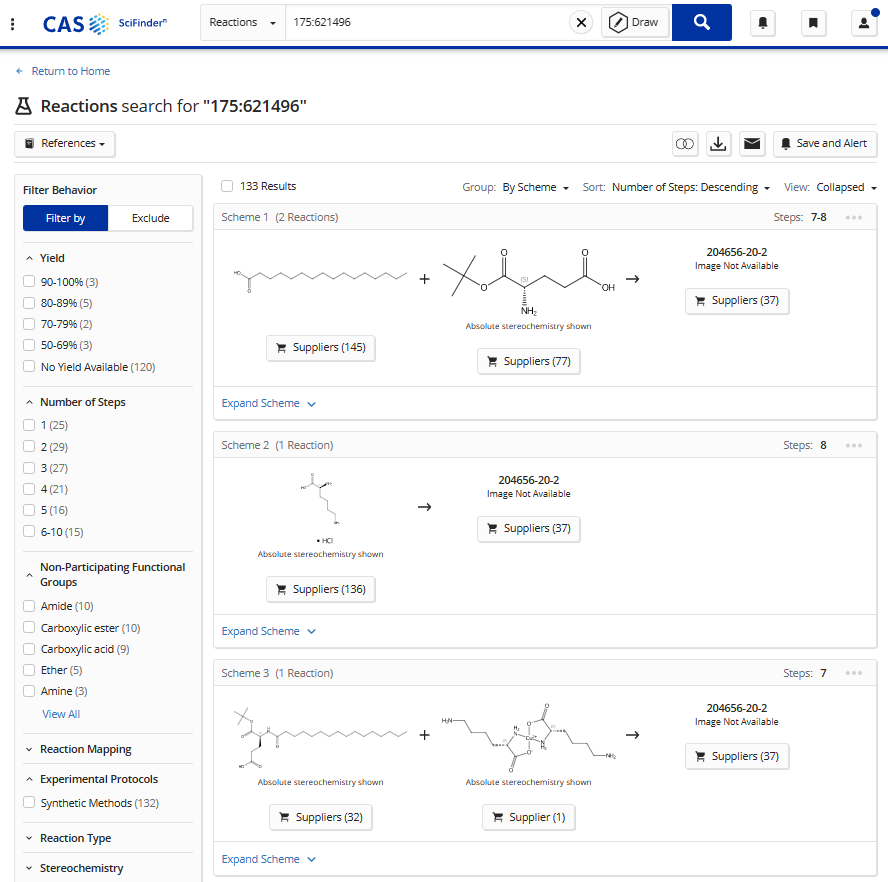 CAS SciFinderⁿ
Reactions 175:621496 Draw
Return to Home
Reactions search for "175:621496"
References Save and Alert
Filter Behavior
Filter by Exclude
Yield
90-100% (3)
80-89% (5)
70-79% (2)
50-69% (3)
No Yield Available (120)
Number of Steps
1 (25)
2 (29)
3 (27)
4 (21)
5 (16)
6-10 (15)
Non-Participating Functional
Groups
Amide (10)
Carboxylic ester (10)
Carboxylic acid (9)
Ether (5)
Amine (3)
View All
Reaction Mapping
Experimental Protocols
Synthetic Methods (132)
Reaction Type
Stereochemistry
133 Results Group: By Scheme Sort: Number of Steps: Descending View: Collapsed
Scheme 1 (2 Reactions) Steps: 7-8
HO
O
+
O
O
O
OH
(S)
NH₂
Absolute stereochemistry shown
204656-20-2
Image Not Available
Suppliers (145)
Suppliers (77)
Suppliers (37)
Expand Scheme
Scheme 2 (1 Reaction) Steps: 8
• HCl
Absolute stereochemistry shown
204656-20-2
Image Not Available
Suppliers (136)
Suppliers (37)
Expand Scheme
Scheme 3 (1 Reaction) Steps: 7
+
H₂N
NH₂
Absolute stereochemistry shown
Absolute stereochemistry shown
204656-20-2
Image Not Available
Suppliers (32)
Supplier (1)
Suppliers (37)
Expand Scheme